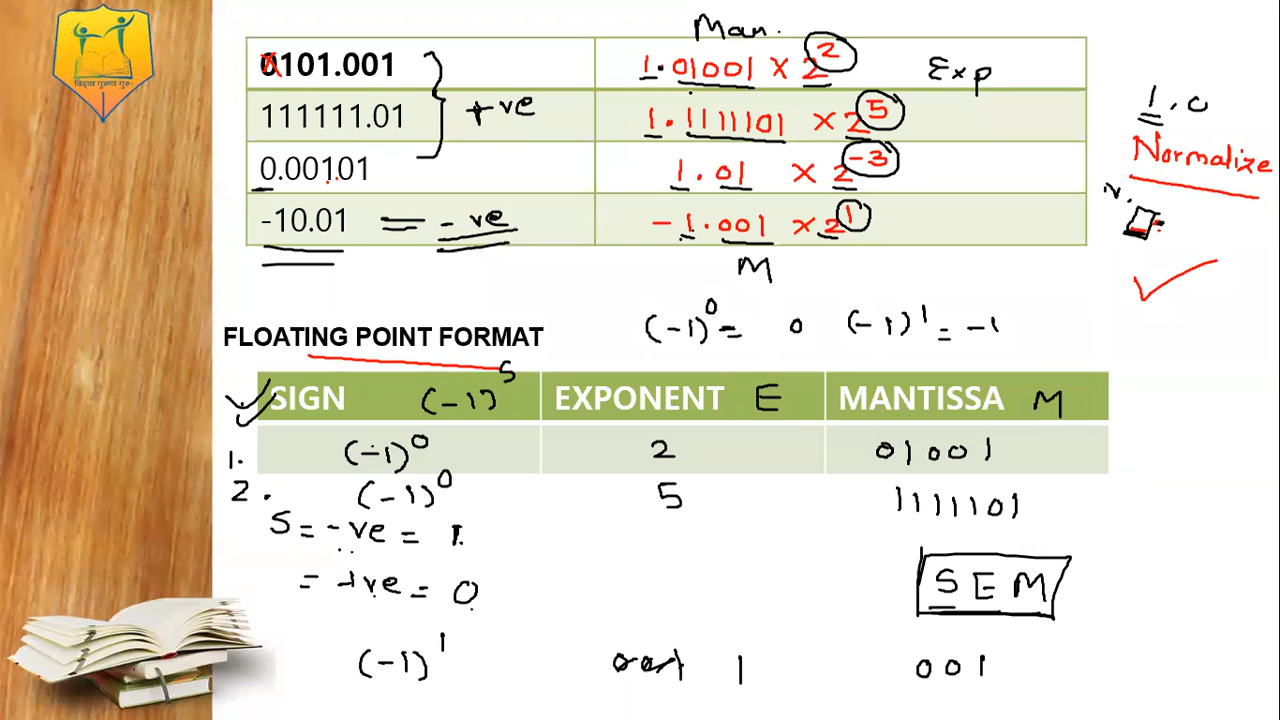 Man.
0101.001 1.01001 × 2^2 Exp
111111.01 +ve 1.1111101 × 2^5 1.0
Normalize
0.00101 1.01 × 2^-3
-10.01 = -ve -1.001 × 2^1
M
विद्या गुरूणां गुरुः
(-1)^0 = 0 (-1)^1 = -1
FLOATING POINT FORMAT
SIGN (-1)^S EXPONENT E MANTISSA M
1. (-1)^0 2 01001
2. (-1)^0 5 1111101
S = -ve = 1
= +ve = 0
S E M
(-1)^1 001 1 001